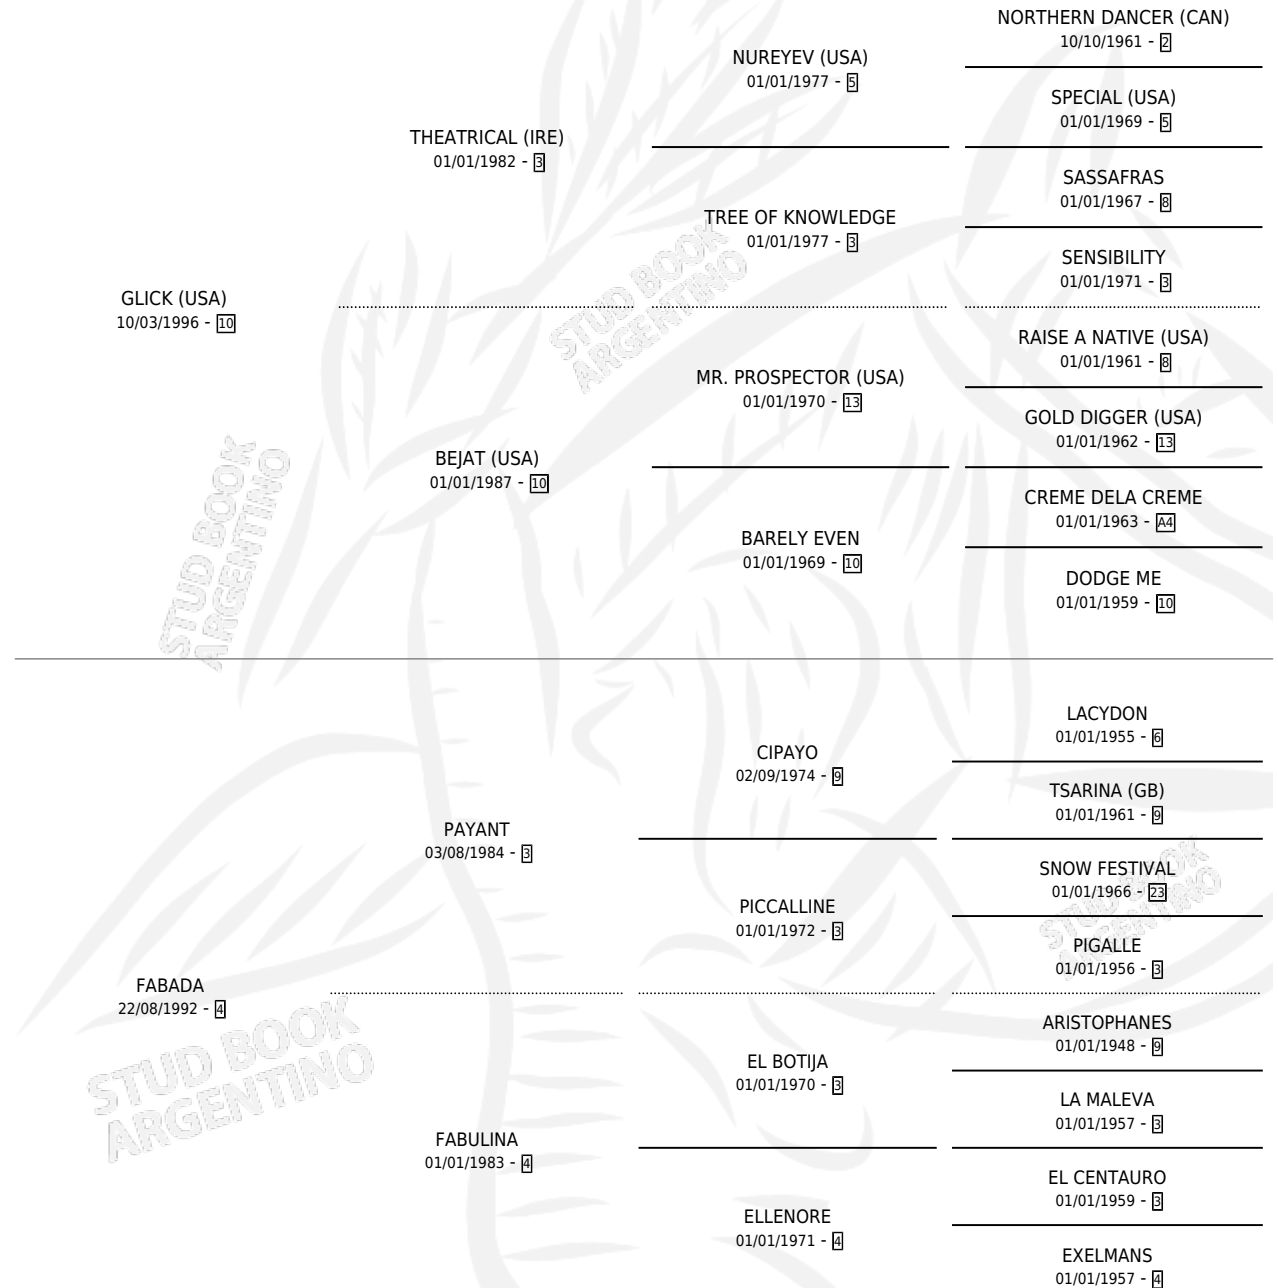 NORTHERN DANCER (CAN)
10/10/1961 - 2
NUREYEV (USA)
01/01/1977 - 5
SPECIAL (USA)
01/01/1969 - 5
THEATRICAL (IRE)
01/01/1982 - 3
SASSAFRAS
01/01/1967 - 8
TREE OF KNOWLEDGE
01/01/1977 - 3
SENSIBILITY
01/01/1971 - 3
GLICK (USA)
10/03/1996 - 10
RAISE A NATIVE (USA)
01/01/1961 - 8
MR. PROSPECTOR (USA)
01/01/1970 - 13
GOLD DIGGER (USA)
01/01/1962 - 13
BEJAT (USA)
01/01/1987 - 10
CREME DELA CREME
01/01/1963 - A4
BARELY EVEN
01/01/1969 - 10
DODGE ME
01/01/1959 - 10
LACYDON
01/01/1955 - 6
CIPAYO
02/09/1974 - 9
TSARINA (GB)
01/01/1961 - 9
PAYANT
03/08/1984 - 3
SNOW FESTIVAL
01/01/1966 - 23
PICCALLINE
01/01/1972 - 3
PIGALLE
01/01/1956 - 3
FABADA
22/08/1992 - 4
ARISTOPHANES
01/01/1948 - 9
EL BOTIJA
01/01/1970 - 3
LA MALEVA
01/01/1957 - 3
FABULINA
01/01/1983 - 4
EL CENTAURO
01/01/1959 - 3
ELLENORE
01/01/1971 - 4
EXELMANS
01/01/1957 - 4
STUD BOOK
ARGENTINO
STUD BOOK
ARGENTINO
STUD BOOK
ARGENTINO
STUD BOOK
ARGENTINO